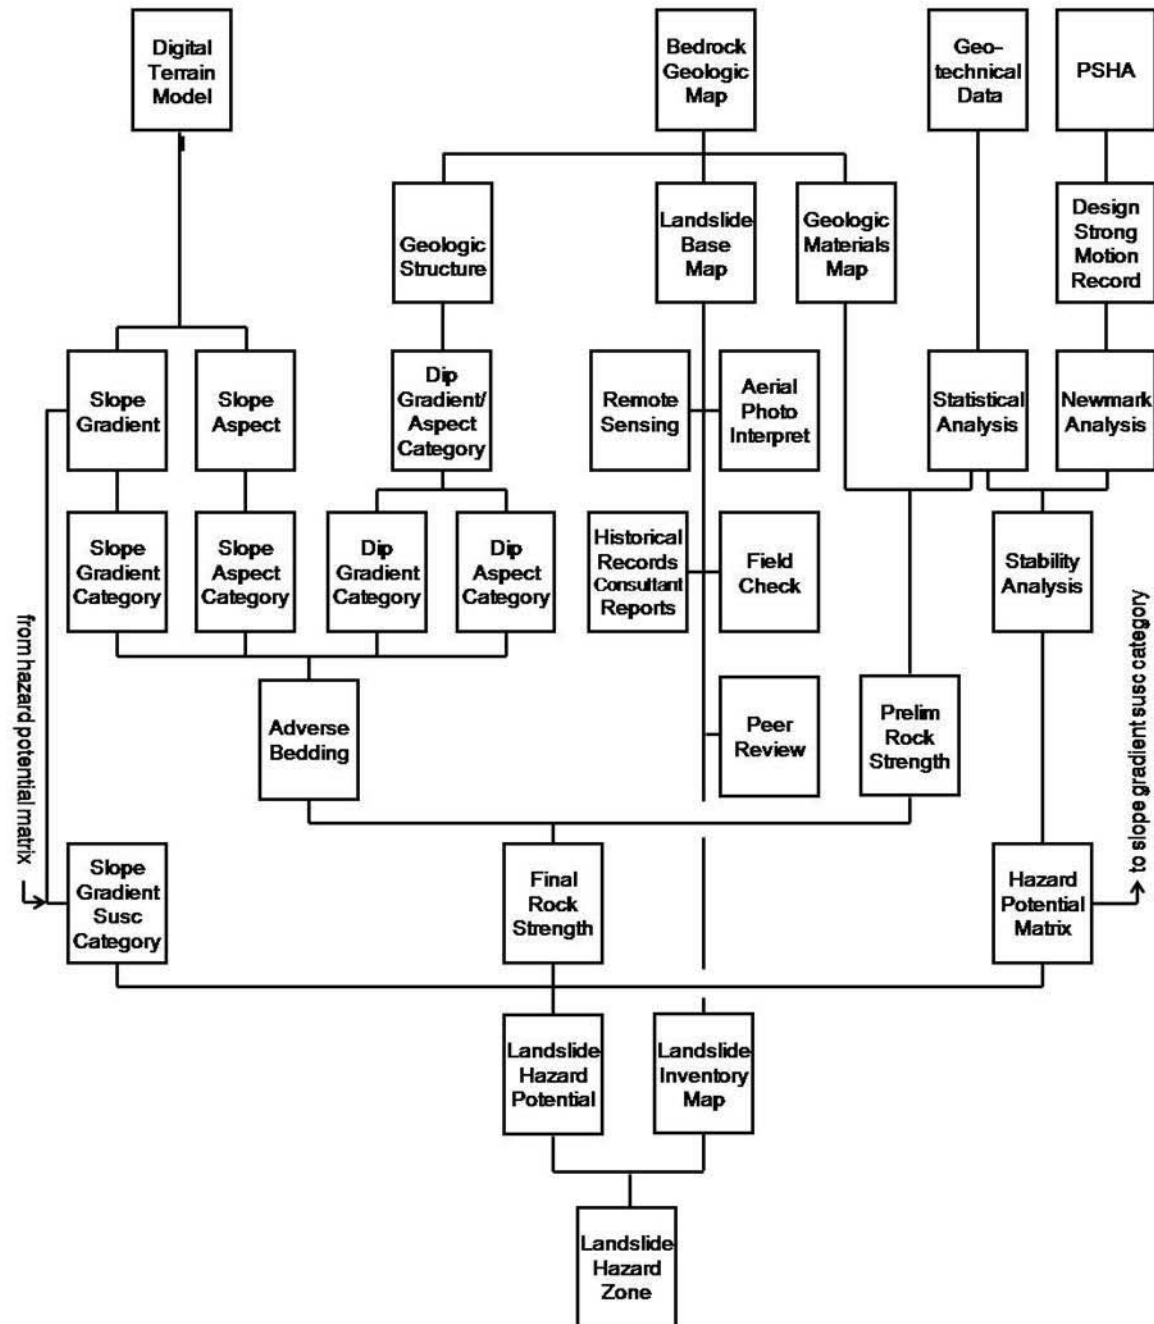 Digital
Terrain
Model
Bedrock
Geologic
Map
Geo-
technical
Data
PSHA
Geologic
Structure
Landslide
Base
Map
Geologic
Materials
Map
Design
Strong
Motion
Record
Slope
Gradient
Slope
Aspect
Dip
Gradient/
Aspect
Category
Remote
Sensing
Aerial
Photo
Interpret
Statistical
Analysis
Newmark
Analysis
Slope
Gradient
Category
Slope
Aspect
Category
Dip
Gradient
Category
Dip
Aspect
Category
Historical
Records
Consultant
Reports
Field
Check
Stability
Analysis
from hazard potential matrix
to slope gradient susc category
Adverse
Bedding
Peer
Review
Prelim
Rock
Strength
Slope
Gradient
Susc
Category
Final
Rock
Strength
Hazard
Potential
Matrix
Landslide
Hazard
Potential
Landslide
Inventory
Map
Landslide
Hazard
Zone